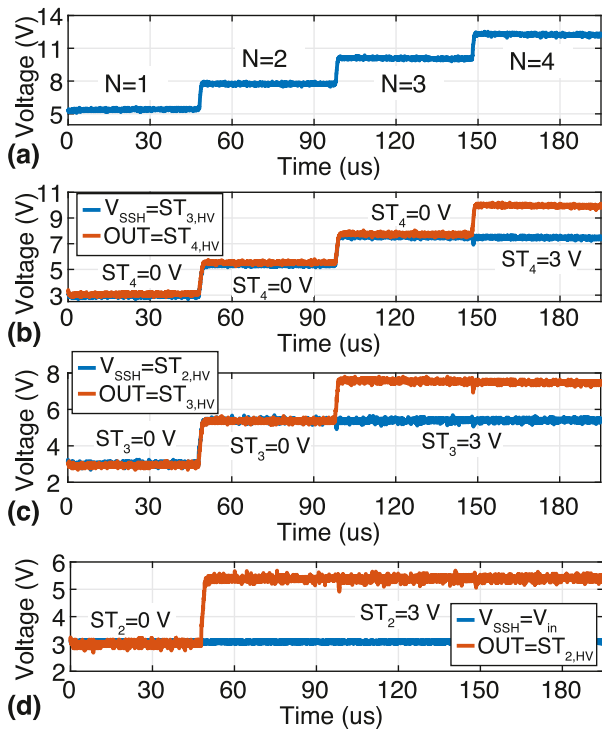 14
11
8
5
Voltage (V)
N=1
N=2
N=3
N=4
0 30 60 90 120 150 180
Time (us)
(a)
11
9
7
5
3
Voltage (V)
V_SSH=ST_3,HV
OUT=ST_4,HV
ST_4=0 V
ST_4=0 V
ST_4=0 V
ST_4=3 V
0 30 60 90 120 150 180
Time (us)
(b)
8
6
4
2
Voltage (V)
V_SSH=ST_2,HV
OUT=ST_3,HV
ST_3=0 V
ST_3=0 V
ST_3=3 V
0 30 60 90 120 150 180
Time (us)
(c)
6
5
4
3
2
Voltage (V)
ST_2=0 V
ST_2=3 V
V_SSH=V_in
OUT=ST_2,HV
0 30 60 90 120 150 180
Time (us)
(d)